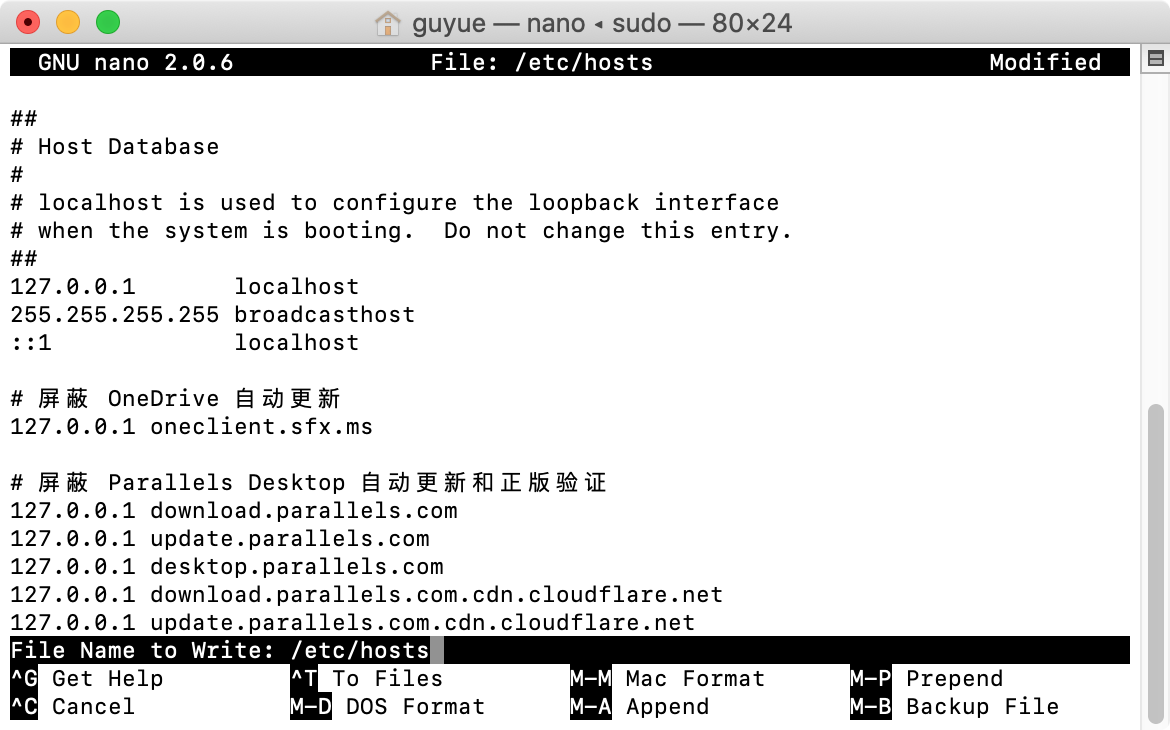 guyue — nano ◂ sudo — 80×24
GNU nano 2.0.6 File: /etc/hosts Modified
##
# Host Database
#
# localhost is used to configure the loopback interface
# when the system is booting.  Do not change this entry.
##
127.0.0.1 localhost
255.255.255.255 broadcasthost
::1 localhost
# 屏蔽 OneDrive 自动更新
127.0.0.1 oneclient.sfx.ms
# 屏蔽 Parallels Desktop 自动更新和正版验证
127.0.0.1 download.parallels.com
127.0.0.1 update.parallels.com
127.0.0.1 desktop.parallels.com
127.0.0.1 download.parallels.com.cdn.cloudflare.net
127.0.0.1 update.parallels.com.cdn.cloudflare.net
File Name to Write: /etc/hosts
^G Get Help ^T To Files M-M Mac Format M-P Prepend
^C Cancel M-D DOS Format M-A Append M-B Backup File